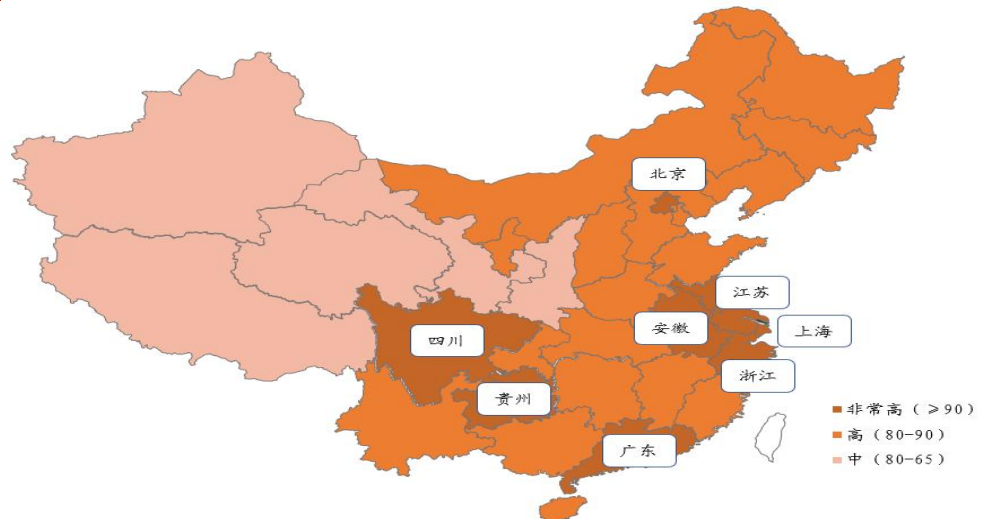 北京
江苏
安徽
上海
四川
浙江
贵州
非常高（≥90）
高（80-90）
广东
中（80-65）